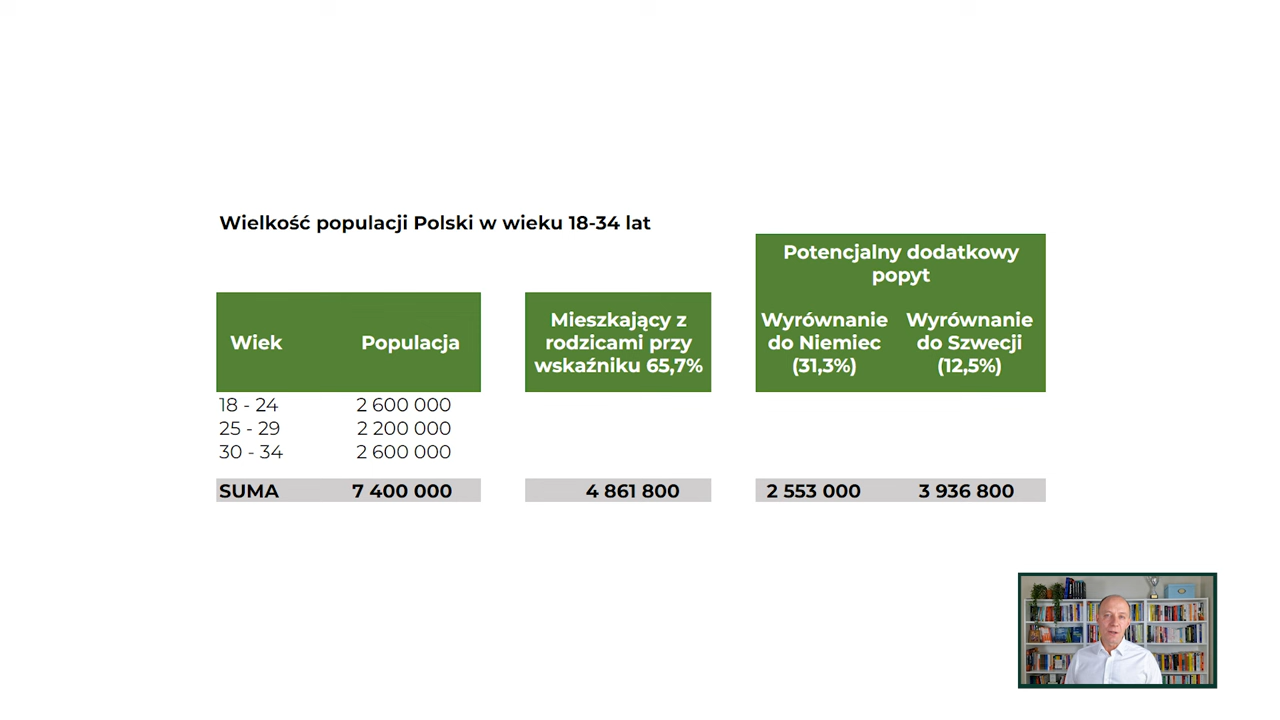 Wielkość populacji Polski w wieku 18-34 lat
Potencjalny dodatkowy
popyt
Wiek Populacja
Mieszkający z
rodzicami przy
wskaźniku 65,7%
Wyrównanie
do Niemiec
(31,3%)
Wyrównanie
do Szwecji
(12,5%)
18 - 24 2 600 000
25 - 29 2 200 000
30 - 34 2 600 000
SUMA 7 400 000 4 861 800 2 553 000 3 936 800